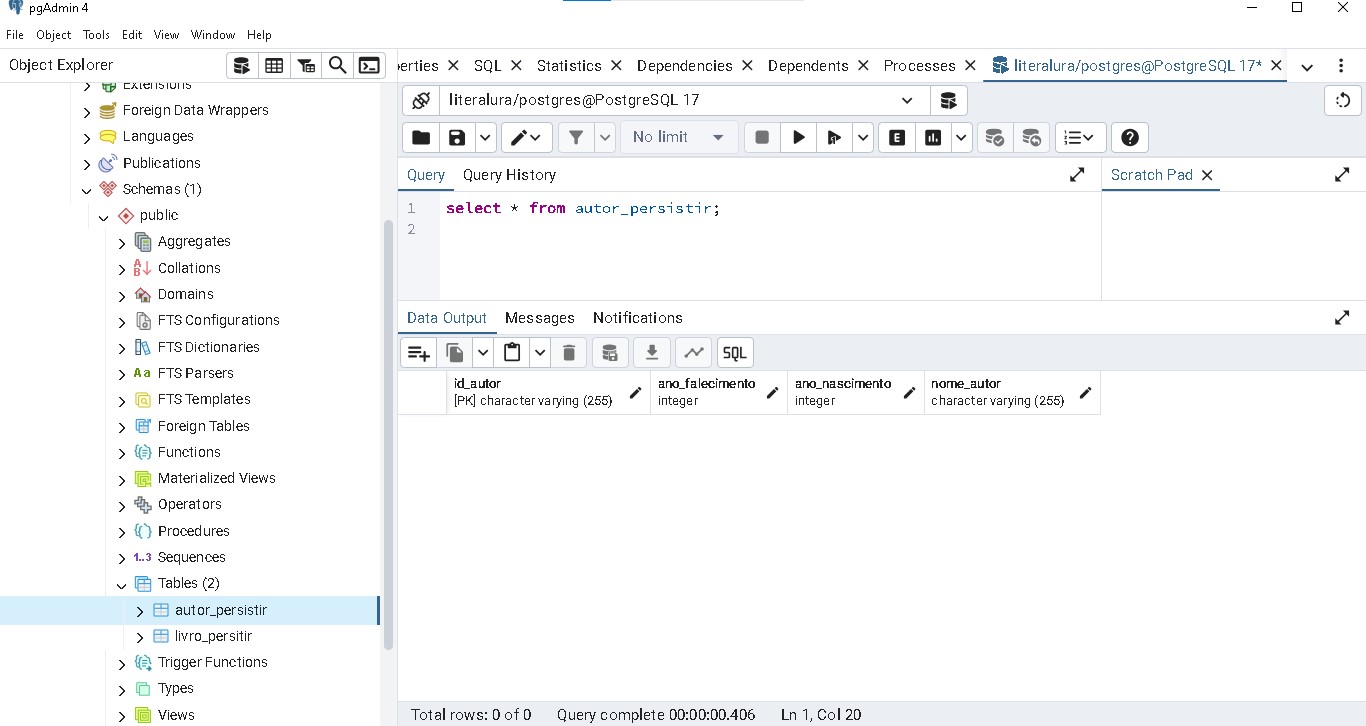 pgAdmin 4
File Object Tools Edit View Window Help
Object Explorer
erties SQL Statistics Dependencies Dependents Processes literalura/postgres@PostgreSQL 17*
literalura/postgres@PostgreSQL 17
No limit
E
Query Query History
Scratch Pad
1 select * from autor_persistir;
2
Extensions
Foreign Data Wrappers
Languages
Publications
Schemas (1)
public
Aggregates
Collations
Domains
FTS Configurations
FTS Dictionaries
Aa FTS Parsers
FTS Templates
Foreign Tables
Functions
Materialized Views
Operators
Procedures
1..3 Sequences
Tables (2)
autor_persistir
livro_persitir
Trigger Functions
Types
Views
Data Output Messages Notifications
SQL
id_autor ano_falecimento ano_nascimento nome_autor
[PK] character varying (255) integer integer character varying (255)
Total rows: 0 of 0 Query complete 00:00:00.406 Ln 1, Col 20